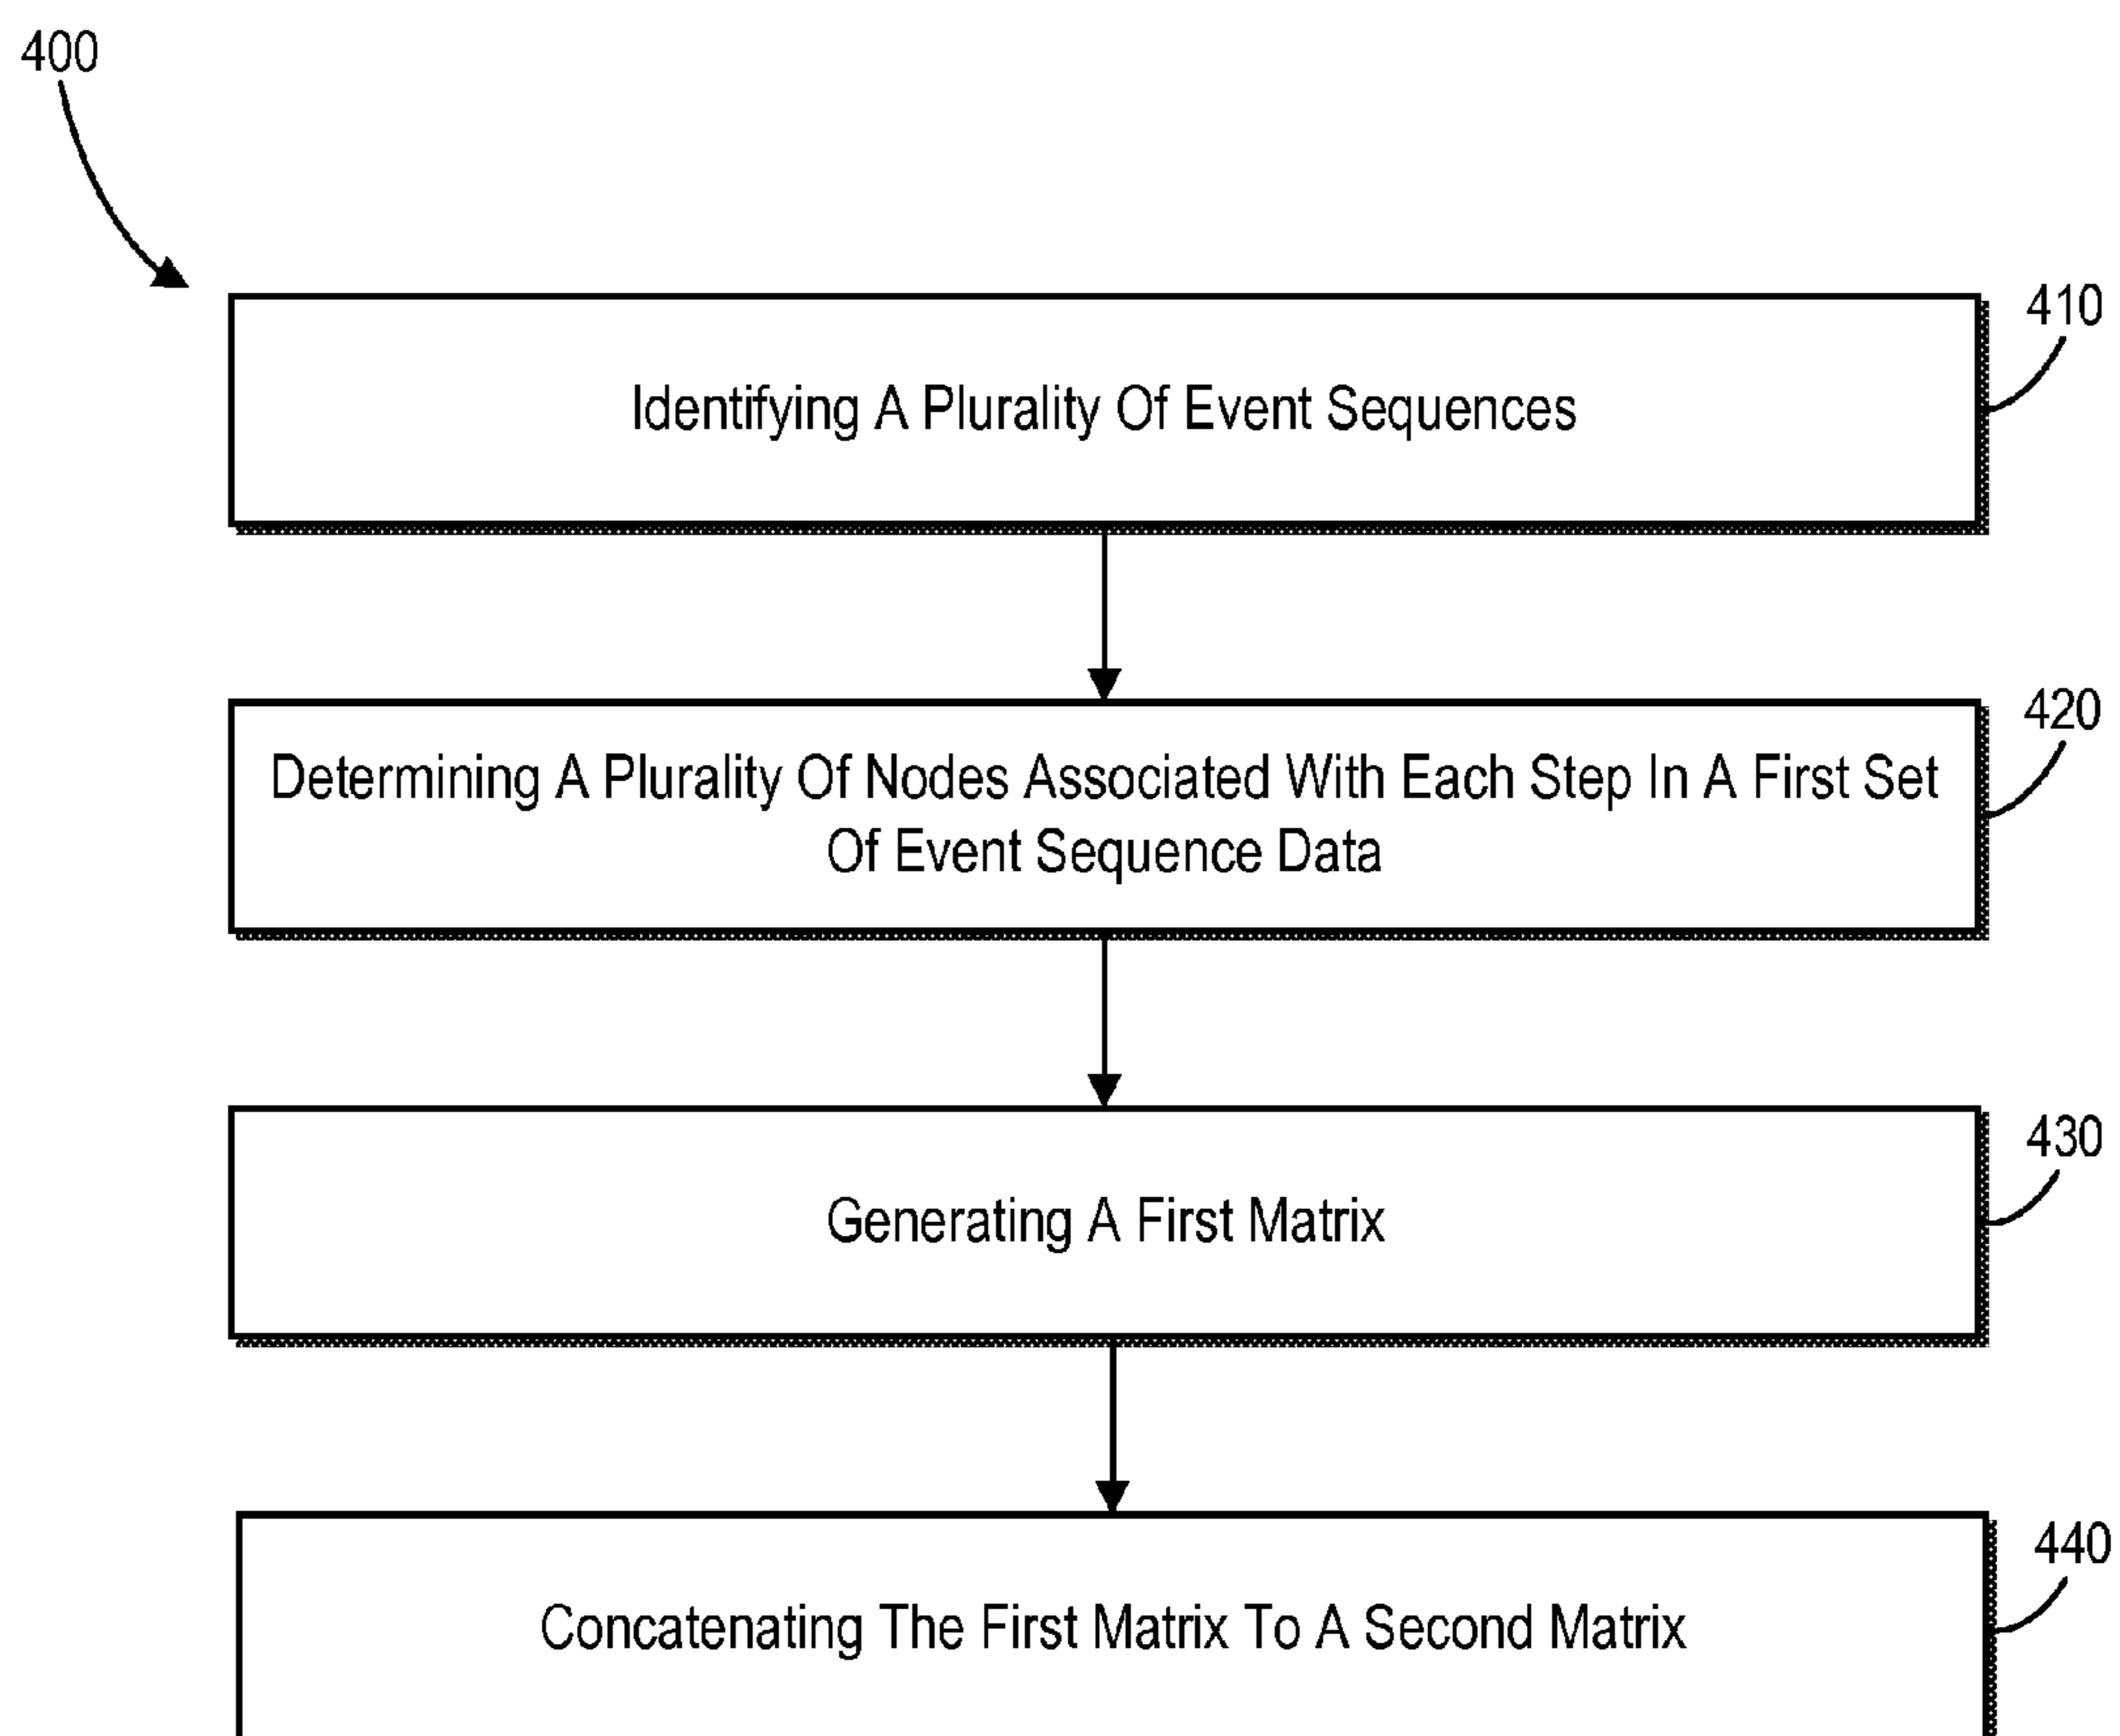 400
410
Identifying A Plurality Of Event Sequences
420
Determining A Plurality Of Nodes Associated With Each Step In A First Set
Of Event Sequence Data
430
Generating A First Matrix
440
Concatenating The First Matrix To A Second Matrix